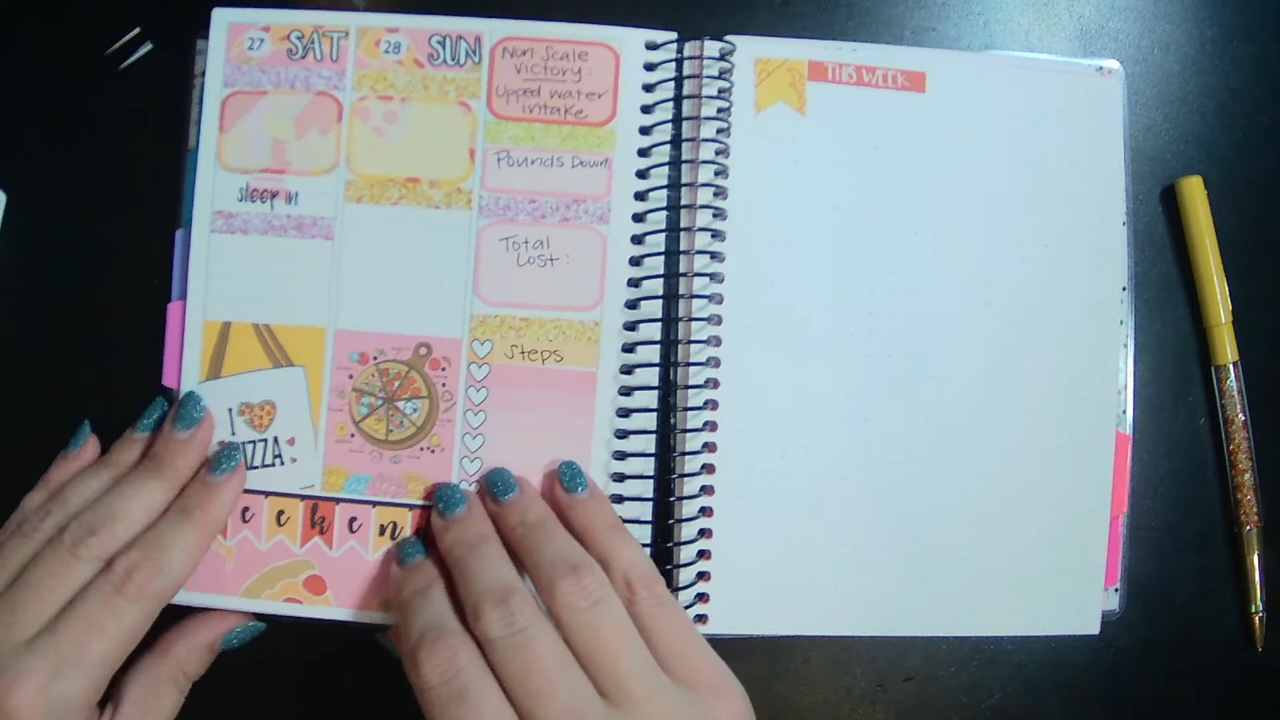 27 SAT
28 SUN
Non-Scale
Victory:
Upped water
intake
Pounds Down
sleep in
Total
Lost:
Steps
I
eeken
THIS WEEK